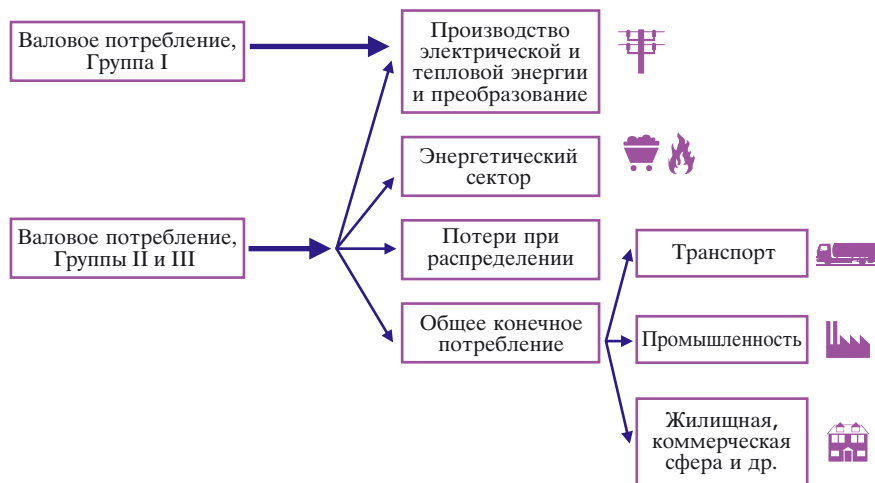 Валовое потребление,
Группа I
Производство
электрической и
тепловой энергии
и преобразование
Энергетический
сектор
Валовое потребление,
Группы II и III
Потери при
распределении
Транспорт
Общее конечное
потребление
Промышленность
Жилищная,
коммерческая
сфера и др.